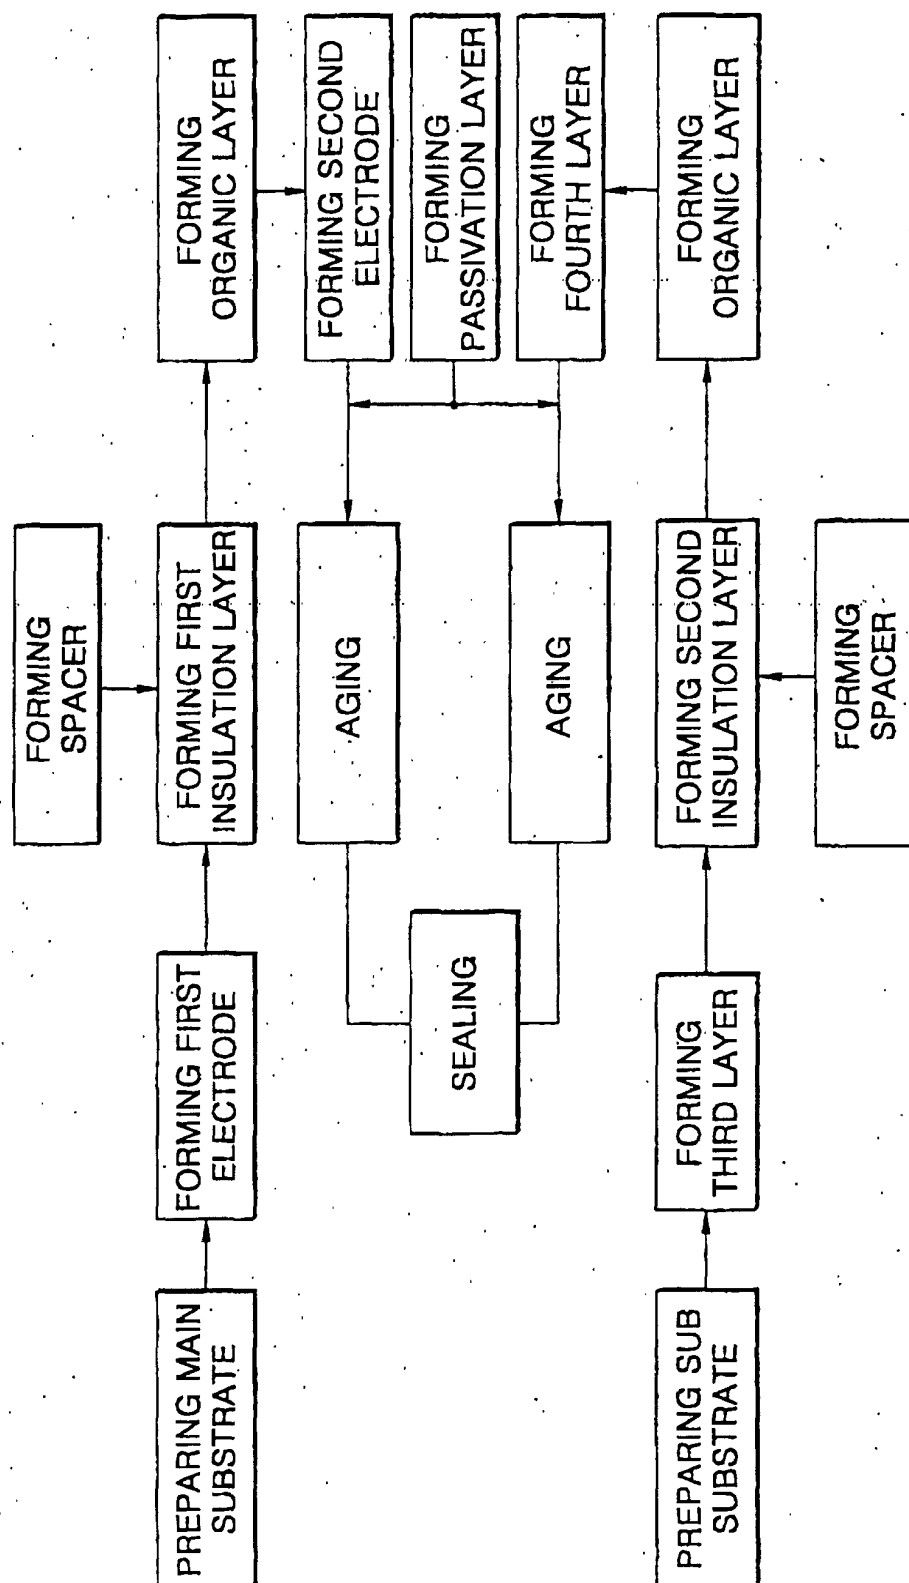 PREPARING MAIN
SUBSTRATE
FORMING FIRST
ELECTRODE
FORMING
SPACER
FORMING FIRST
INSULATION LAYER
FORMING
ORGANIC LAYER
FORMING SECOND
ELECTRODE
FORMING
PASSIVATION LAYER
FORMING
FOURTH LAYER
AGING
AGING
SEALING
PREPARING SUB
SUBSTRATE
FORMING
THIRD LAYER
FORMING SECOND
INSULATION LAYER
FORMING
SPACER
FORMING
ORGANIC LAYER